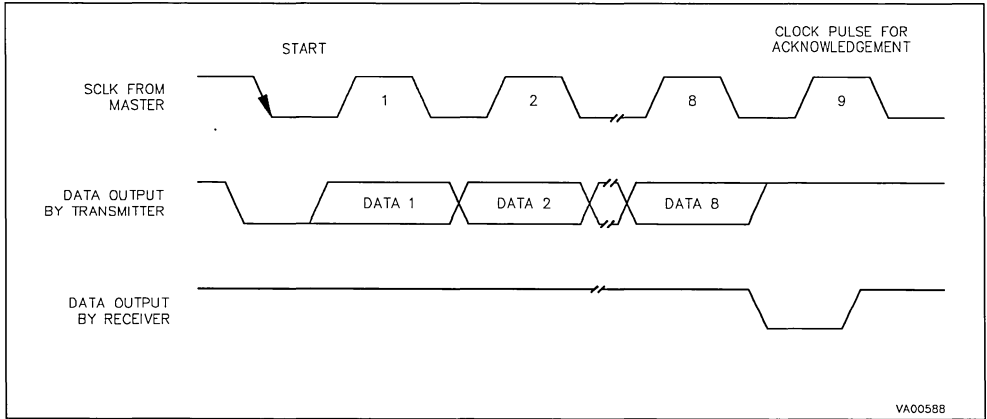 START
CLOCK PULSE FOR
ACKNOWLEDGEMENT
SCLK FROM
MASTER
1
2
8
9
DATA OUTPUT
BY TRANSMITTER
DATA 1
DATA 2
DATA 8
DATA OUTPUT
BY RECEIVER
VA00588